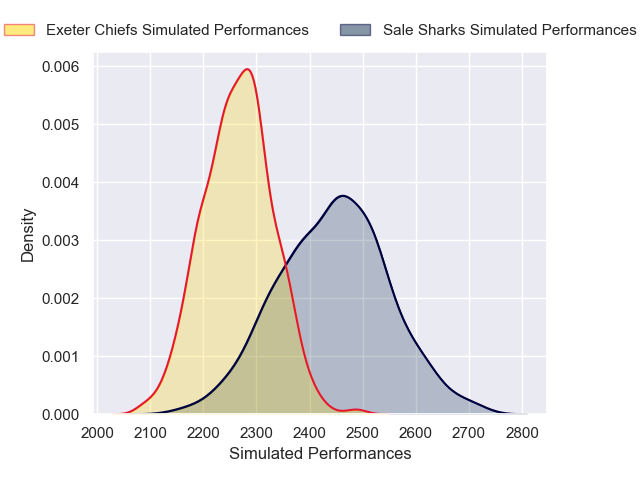 Exeter Chiefs Simulated Performances
Sale Sharks Simulated Performances
0.006
0.005
0.004
0.003
0.002
0.001
0.000
Density
2000 2100 2200 2300 2400 2500 2600 2700 2800
Simulated Performances